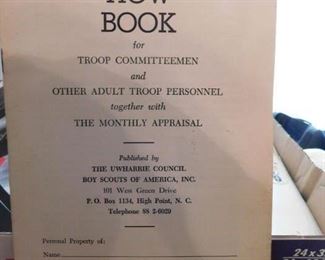 HOW
BOOK
for
TROOP COMMITTEEMEN
and
OTHER ADULT TROOP PERSONNEL
together with
THE MONTHLY APPRAISAL
Published by
THE UWHARRIE COUNCIL
BOY SCOUTS OF AMERICA, INC.
101 West Green Drive
P. O. Box 1134, High Point, N. C.
Telephone 88 2-6029
Personal Property of:
Name
24x3